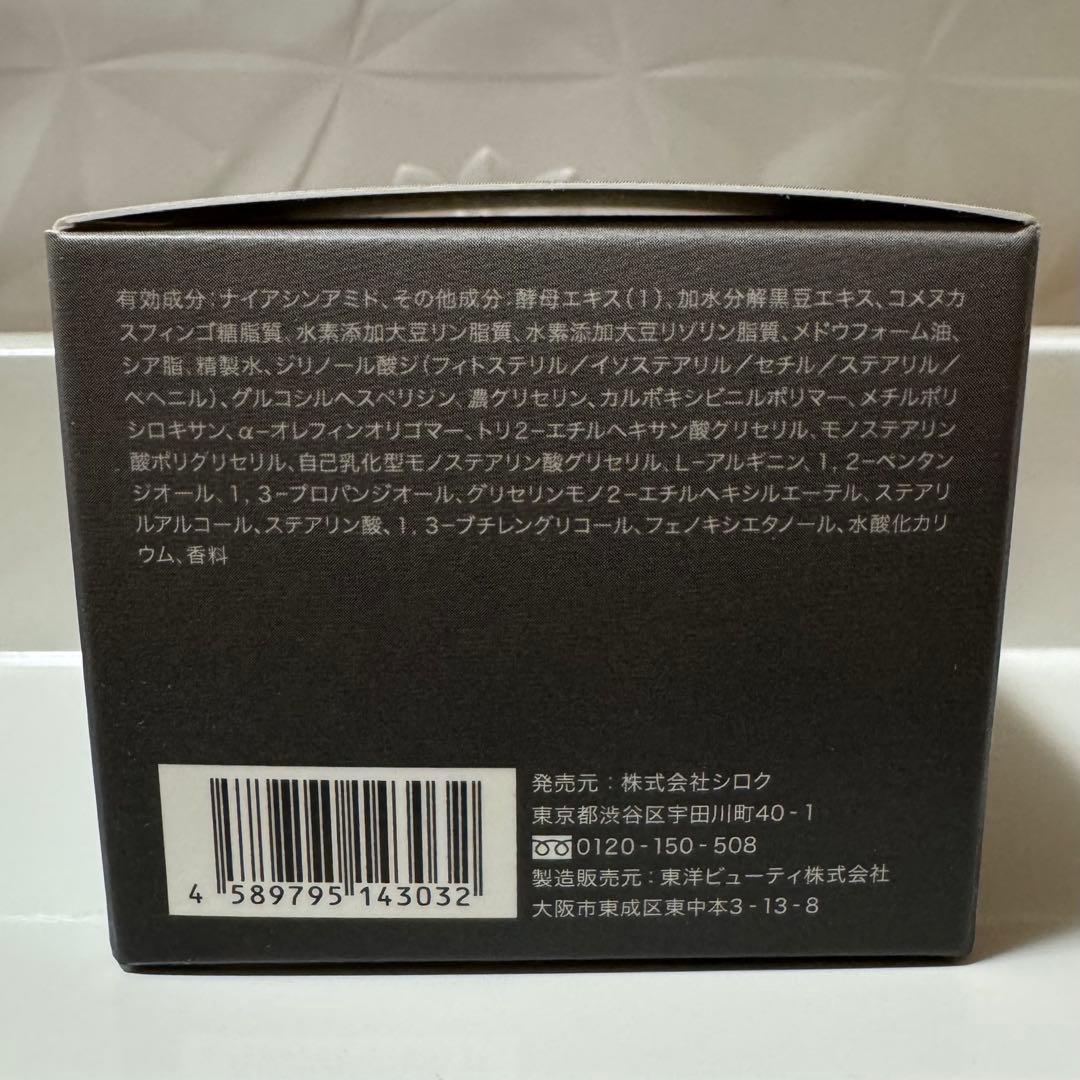 有効成分：ナイアシンアミド、その他成分：酵母エキス（1）、加水分解黒豆エキス、コメヌカ
スフィンゴ糖脂質、水素添加大豆リン脂質、水素添加大豆リゾリン脂質、メドウフォーム油、
シア脂、精製水、ジリノール酸ジ（フィトステリル／イソステアリル／セチル／ステアリル／
ベヘニル）、グルコシルヘスペリジン、濃グリセリン、カルボキシビニルポリマー、メチルポリ
シロキサン、α-オレフィンオリゴマー、トリ2-エチルヘキサン酸グリセリル、モノステアリン
酸ポリグリセリル、自己乳化型モノステアリン酸グリセリル、L-アルギニン、1，2-ペンタン
ジオール、1，3-プロパンジオール、グリセリンモノ2-エチルヘキシルエーテル、ステアリ
ルアルコール、ステアリン酸、1，3-ブチレングリコール、フェノキシエタノール、水酸化カリ
ウム、香料
発売元：株式会社シロク
東京都渋谷区宇田川町40-1
0120-150-508
製造販売元：東洋ビューティ株式会社
大阪市東成区東中本3-13-8
4 589795 143032